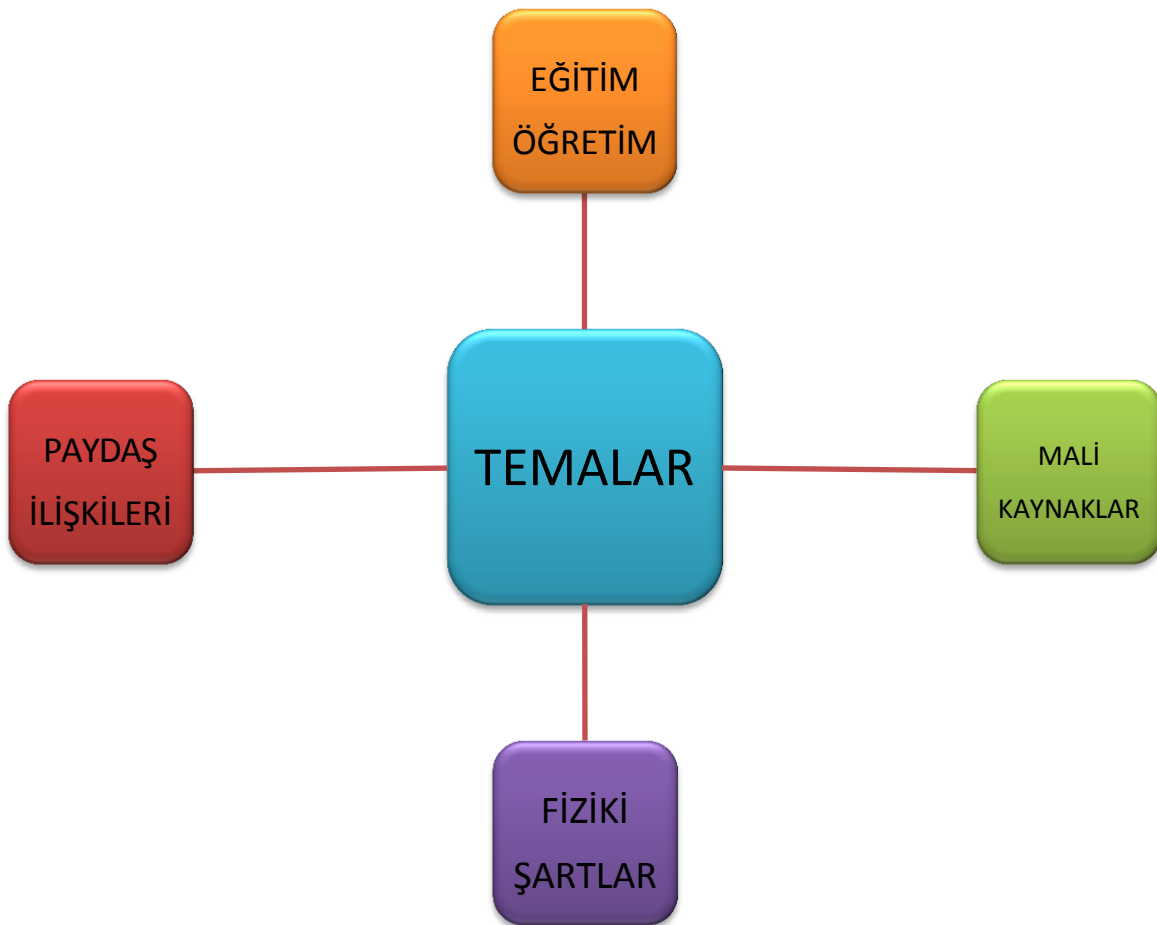 EĞİTİM
ÖĞRETİM
PAYDAŞ
İLİŞKİLERİ
TEMALAR
MALİ
KAYNAKLAR
FİZİKİ
ŞARTLAR